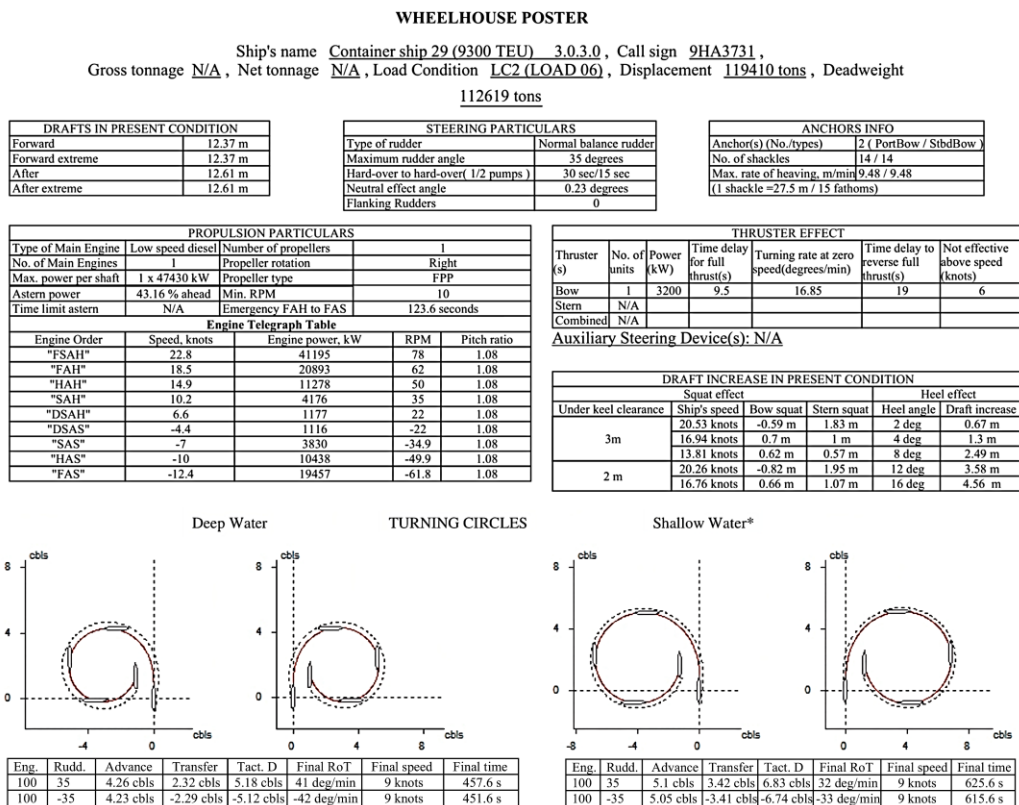 WHEELHOUSE POSTER
Ship's name Container ship 29 (9300 TEU) 3.0.3.0 , Call sign 9HA3731 ,
Gross tonnage N/A , Net tonnage N/A , Load Condition LC2 (LOAD 06) , Displacement 119410 tons , Deadweight
112619 tons
DRAFTS IN PRESENT CONDITION
Forward 12.37 m
Forward extreme 12.37 m
After 12.61 m
After extreme 12.61 m
STEERING PARTICULARS
Type of rudder Normal balance rudder
Maximum rudder angle 35 degrees
Hard-over to hard-over( 1/2 pumps ) 30 sec/15 sec
Neutral effect angle 0.23 degrees
Flanking Rudders 0
ANCHORS INFO
Anchor(s) (No./types) 2 ( PortBow / StbdBow )
No. of shackles 14 / 14
Max. rate of heaving, m/min 9.48 / 9.48
(1 shackle =27.5 m / 15 fathoms)
PROPULSION PARTICULARS
Type of Main Engine Low speed diesel Number of propellers 1
No. of Main Engines 1 Propeller rotation Right
Max. power per shaft 1 x 47430 kW Propeller type FPP
Astern power 43.16 % ahead Min. RPM 10
Time limit astern N/A Emergency FAH to FAS 123.6 seconds
Engine Telegraph Table
Engine Order Speed, knots Engine power, kW RPM Pitch ratio
"FSAH" 22.8 41195 78 1.08
"FAH" 18.5 20893 62 1.08
"HAH" 14.9 11278 50 1.08
"SAH" 10.2 4176 35 1.08
"DSAH" 6.6 1177 22 1.08
"DSAS" -4.4 1116 -22 1.08
"SAS" -7 3830 -34.9 1.08
"HAS" -10 10438 -49.9 1.08
"FAS" -12.4 19457 -61.8 1.08
THRUSTER EFFECT
Thruster (s) No. of units Power (kW) Time delay for full thrust(s) Turning rate at zero speed(degrees/min) Time delay to reverse full thrust(s) Not effective above speed (knots)
Bow 1 3200 9.5 16.85 19 6
Stern N/A
Combined N/A
Auxiliary Steering Device(s): N/A
DRAFT INCREASE IN PRESENT CONDITION
Squat effect Heel effect
Under keel clearance Ship's speed Bow squat Stern squat Heel angle Draft increase
3m 20.53 knots -0.59 m 1.83 m 2 deg 0.67 m
16.94 knots 0.7 m 1 m 4 deg 1.3 m
13.81 knots 0.62 m 0.57 m 8 deg 2.49 m
2 m 20.26 knots -0.82 m 1.95 m 12 deg 3.58 m
16.76 knots 0.66 m 1.07 m 16 deg 4.56 m
Deep Water TURNING CIRCLES Shallow Water*
cbls cbls cbls cbls
8 8 8 8
4 4 4 4
0 0 0 0
cbls cbls cbls cbls
-4 0 0 4 8 -8 -4 0 0 4 8
Eng. Rudd. Advance Transfer Tact. D Final RoT Final speed Final time
100 35 4.26 cbls 2.32 cbls 5.18 cbls 41 deg/min 9 knots 457.6 s
100 -35 4.23 cbls -2.29 cbls -5.12 cbls -42 deg/min 9 knots 451.6 s
Eng. Rudd. Advance Transfer Tact. D Final RoT Final speed Final time
100 35 5.1 cbls 3.42 cbls 6.83 cbls 32 deg/min 9 knots 625.6 s
100 -35 5.05 cbls -3.41 cbls -6.74 cbls -33 deg/min 9 knots 615.6 s